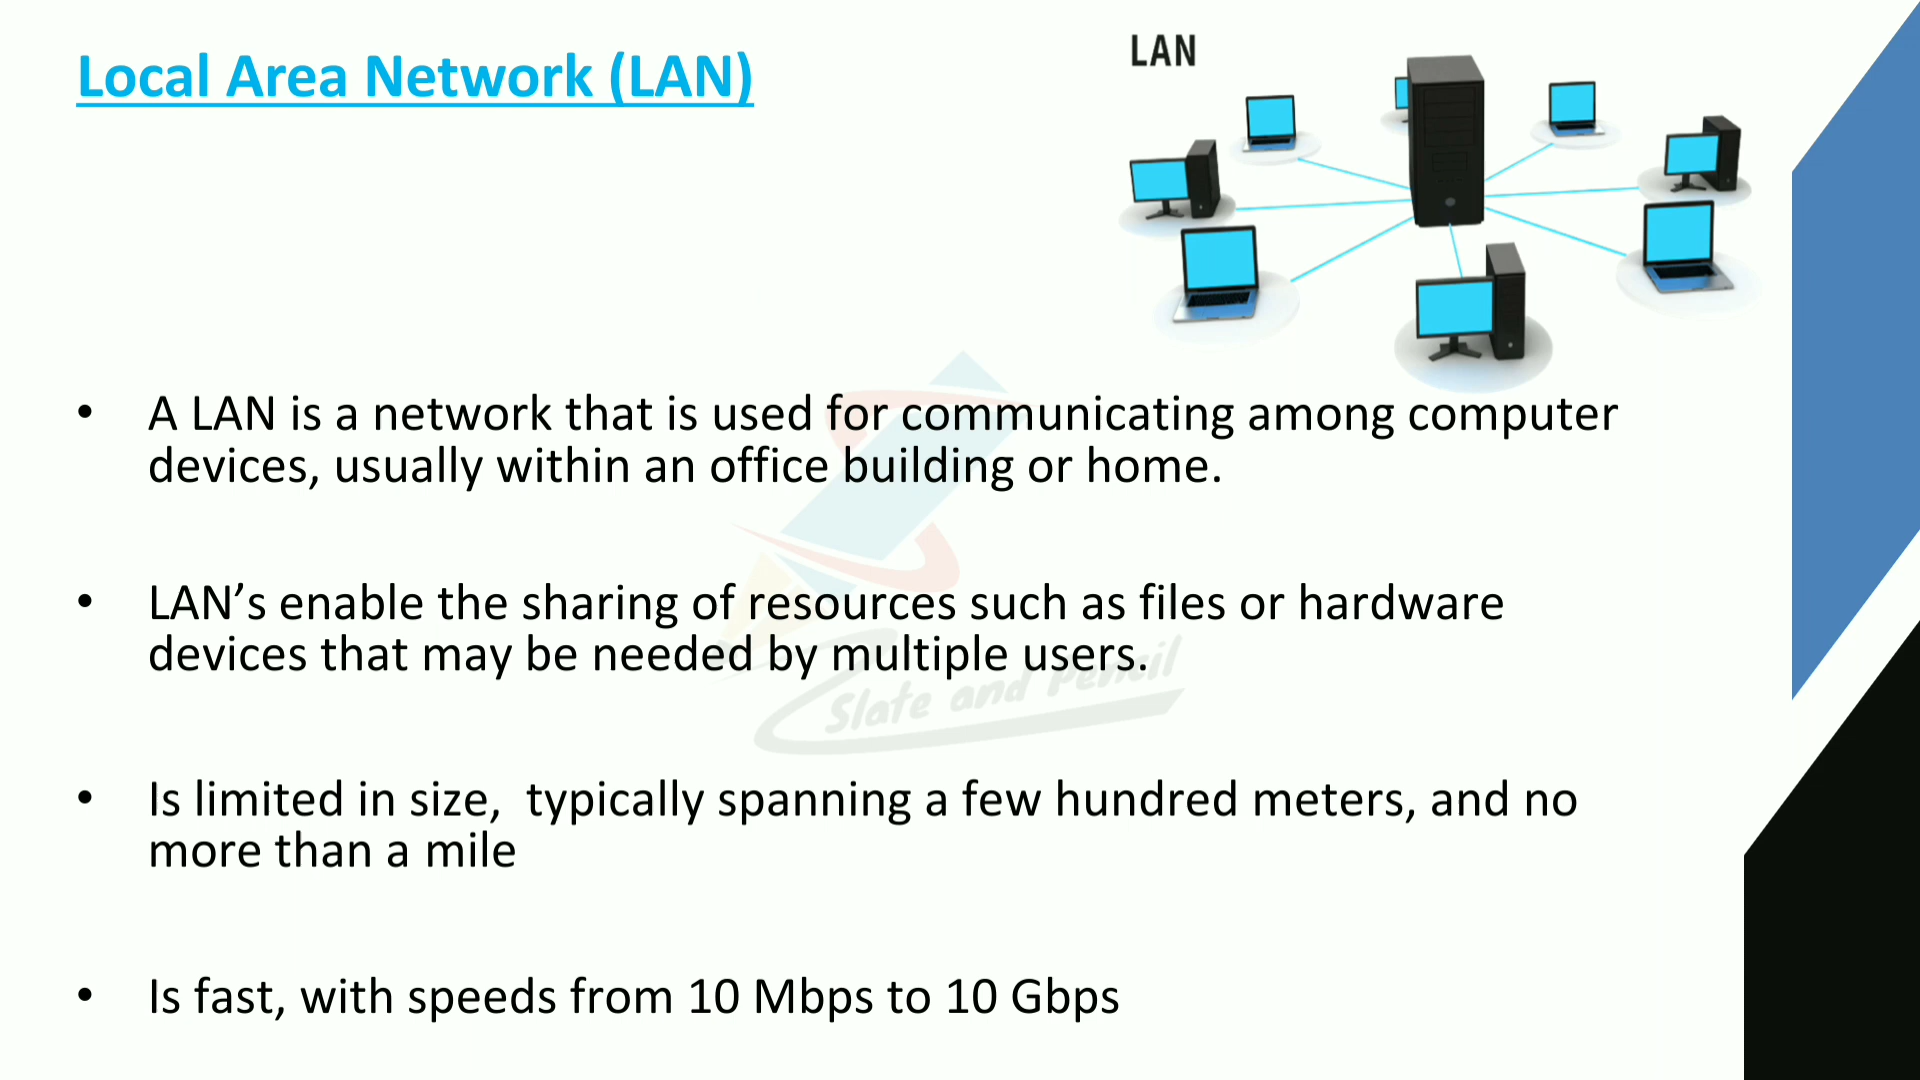 Local Area Network (LAN)
LAN
• A LAN is a network that is used for communicating among computer
devices, usually within an office building or home.
• LAN’s enable the sharing of resources such as files or hardware
devices that may be needed by multiple users.
Slate and Pencil
• Is limited in size,  typically spanning a few hundred meters, and no
more than a mile
• Is fast, with speeds from 10 Mbps to 10 Gbps